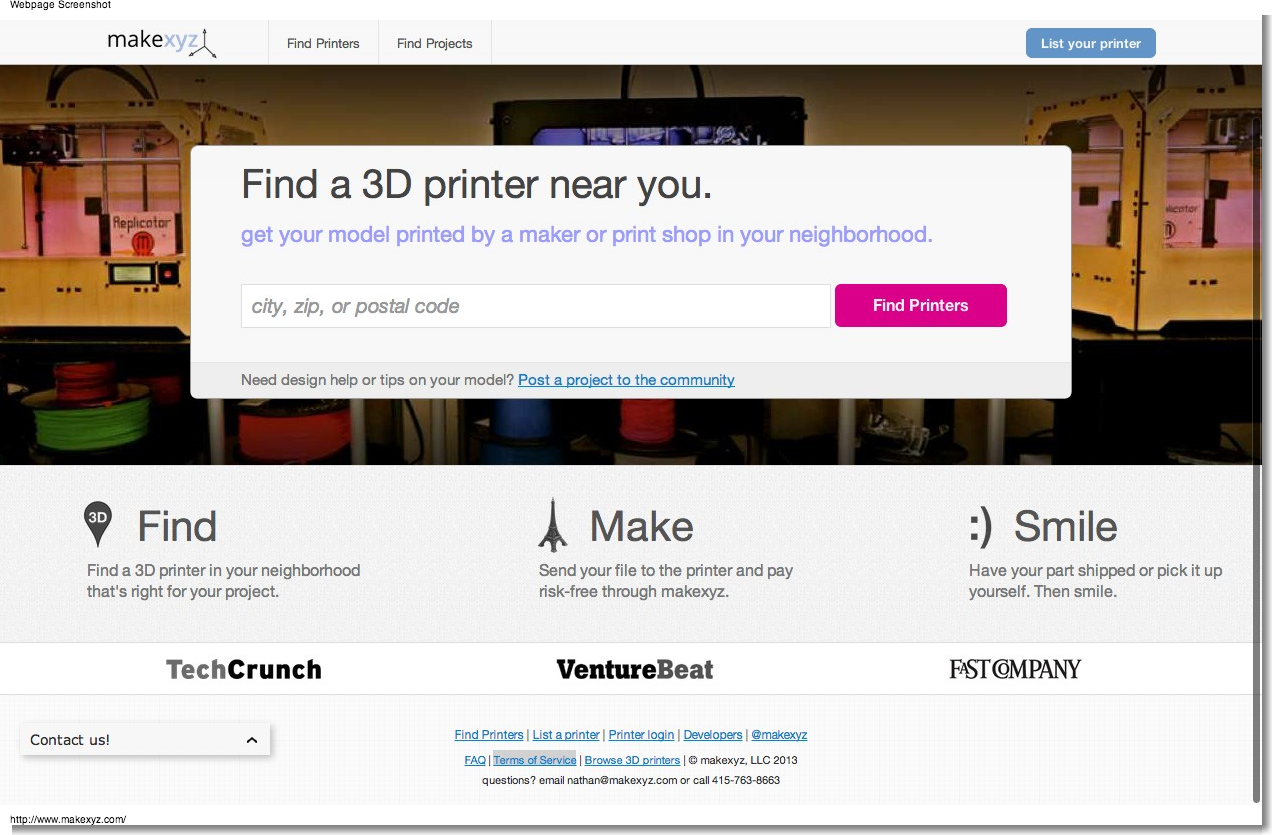 Webpage Screenshot
makexyz
Find Printers
Find Projects
List your printer
Replicator
Replicator
Find a 3D printer near you.
get your model printed by a maker or print shop in your neighborhood.
city, zip, or postal code
Find Printers
Need design help or tips on your model? Post a project to the community
3D Find
Find a 3D printer in your neighborhood
that's right for your project.
Make
Send your file to the printer and pay
risk-free through makexyz.
:) Smile
Have your part shipped or pick it up
yourself. Then smile.
TechCrunch
VentureBeat
FAST COMPANY
Contact us!
Find Printers | List a printer | Printer login | Developers | @makexyz
FAQ | Terms of Service | Browse 3D printers | © makexyz, LLC 2013
questions? email nathan@makexyz.com or call 415-763-8663
http://www.makexyz.com/